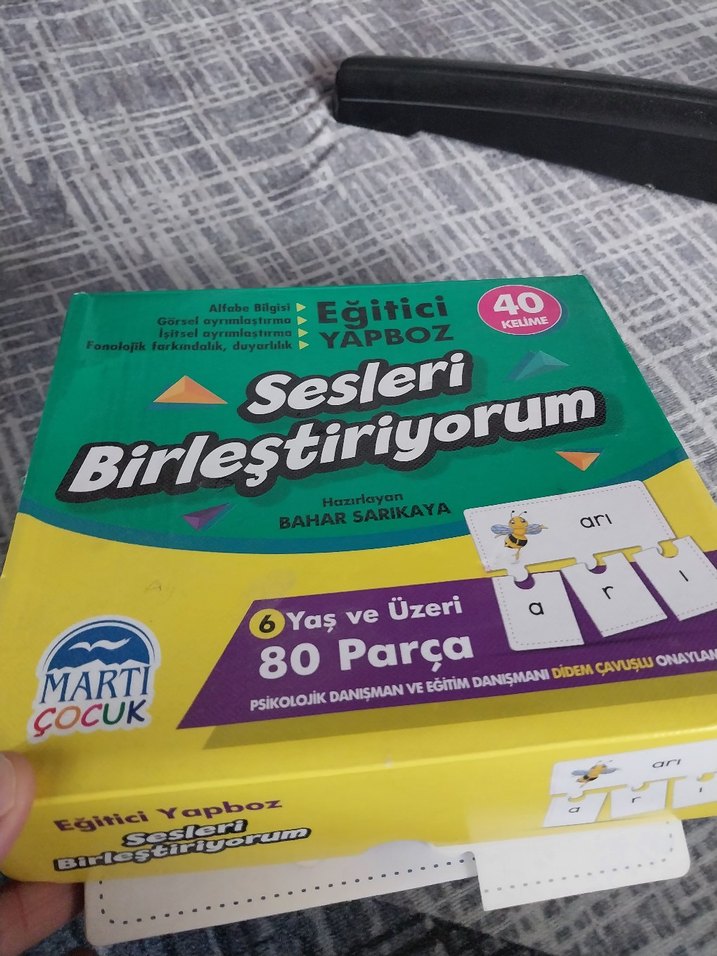 Alfabe Bilgisi
Görsel ayrımlaştırma
İşitsel ayrımlaştırma
Fonolojik farkındalık, duyarlılık
Eğitici
YAPBOZ
40
KELİME
Sesleri
Birleştiriyorum
Hazırlayan
BAHAR SARIKAYA
arı
a r ı
6 Yaş ve Üzeri
80 Parça
PSİKOLOJİK DANIŞMAN VE EĞİTİM DANIŞMANI DİDEM ÇAVUŞLU ONAYLAM
MARTI
ÇOCUK
Eğitici Yapboz
Sesleri
Birleştiriyorum
arı
a r ı